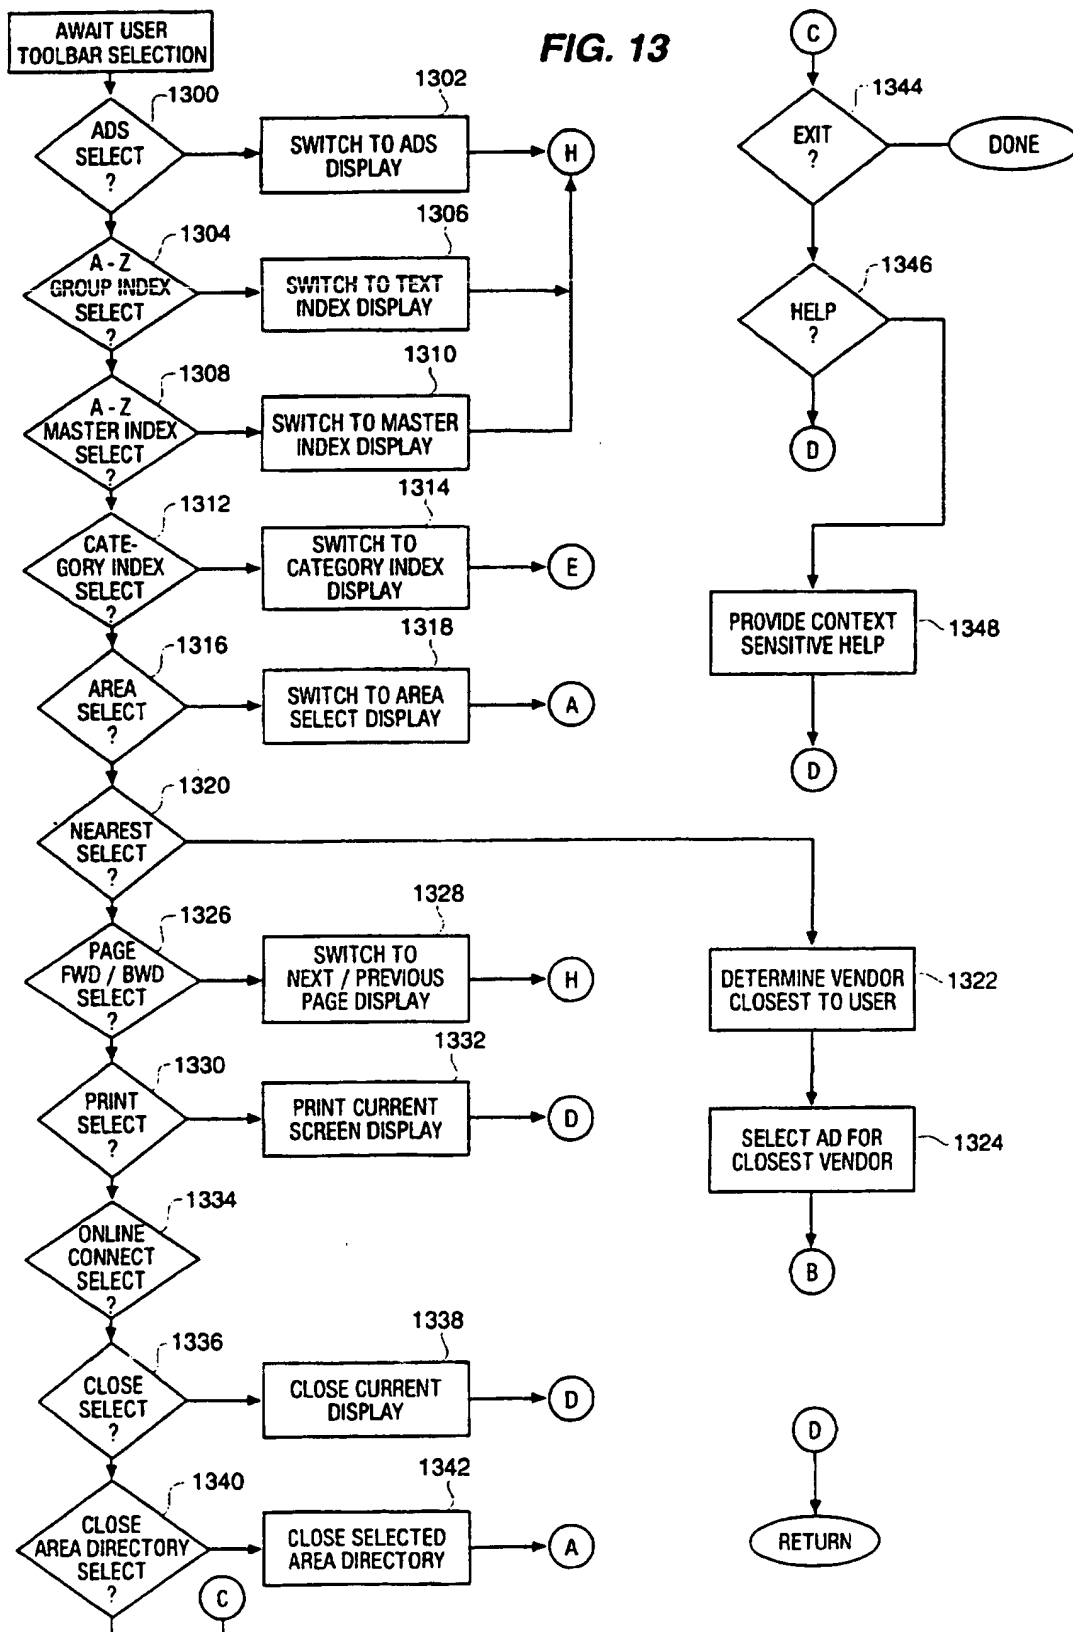 AWAIT USER
TOOLBAR SELECTION
FIG. 13
1300
ADS
SELECT
?
1302
SWITCH TO ADS
DISPLAY
H
1304
A - Z
GROUP INDEX
SELECT
?
1306
SWITCH TO TEXT
INDEX DISPLAY
1308
A - Z
MASTER INDEX
SELECT
?
1310
SWITCH TO MASTER
INDEX DISPLAY
1312
CATE-
GORY INDEX
SELECT
?
1314
SWITCH TO
CATEGORY INDEX
DISPLAY
E
1316
AREA
SELECT
?
1318
SWITCH TO AREA
SELECT DISPLAY
A
1320
NEAREST
SELECT
?
1326
PAGE
FWD / BWD
SELECT
?
1328
SWITCH TO
NEXT / PREVIOUS
PAGE DISPLAY
H
1330
PRINT
SELECT
?
1332
PRINT CURRENT
SCREEN DISPLAY
D
1334
ONLINE
CONNECT
SELECT
?
1336
CLOSE
SELECT
?
1338
CLOSE CURRENT
DISPLAY
D
1340
CLOSE
AREA DIRECTORY
SELECT
?
1342
CLOSE SELECTED
AREA DIRECTORY
A
C
C
1344
EXIT
?
DONE
1346
HELP
?
D
PROVIDE CONTEXT
SENSITIVE HELP
1348
D
DETERMINE VENDOR
CLOSEST TO USER
1322
SELECT AD FOR
CLOSEST VENDOR
1324
B
D
RETURN